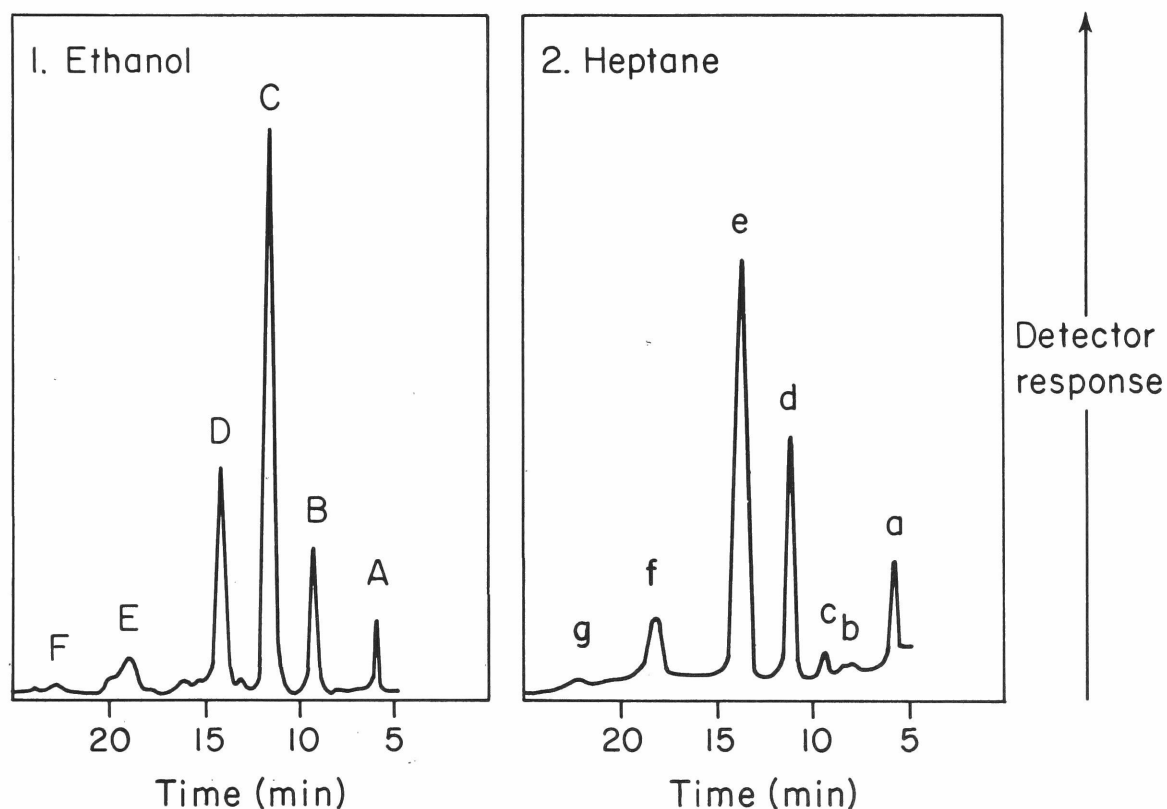 1. Ethanol
C
D
B
A
E
F
20 15 10 5
Time (min)
2. Heptane
e
d
a
f
c
b
g
20 15 10 5
Time (min)
Detector
response